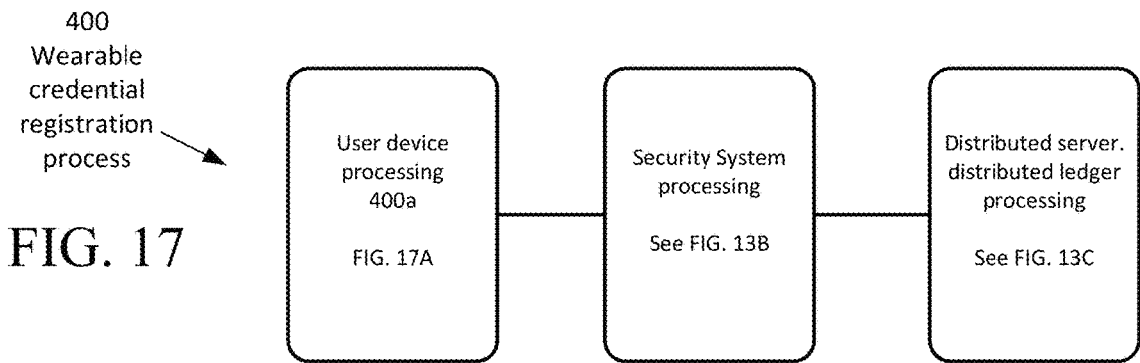 400
Wearable
credential
registration
process
FIG. 17
User device
processing
400a
FIG. 17A
Security System
processing
See FIG. 13B
Distributed server.
distributed ledger
processing
See FIG. 13C